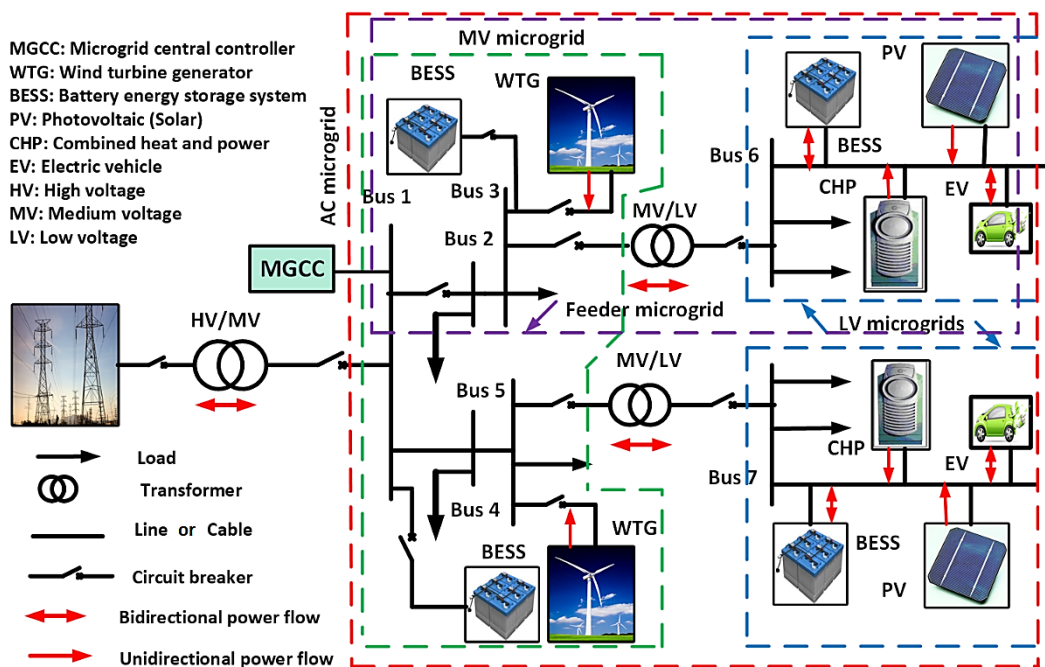 MGCC: Microgrid central controller
WTG: Wind turbine generator
BESS: Battery energy storage system
PV: Photovoltaic (Solar)
CHP: Combined heat and power
EV: Electric vehicle
HV: High voltage
MV: Medium voltage
LV: Low voltage
AC microgrid
MV microgrid
BESS
WTG
PV
BESS
Bus 6
CHP
EV
Bus 1
Bus 3
Bus 2
MV/LV
MGCC
Feeder microgrid
LV microgrids
HV/MV
MV/LV
Bus 5
CHP
EV
Bus 7
Bus 4
WTG
BESS
BESS
PV
Load
Transformer
Line or Cable
Circuit breaker
Bidirectional power flow
Unidirectional power flow